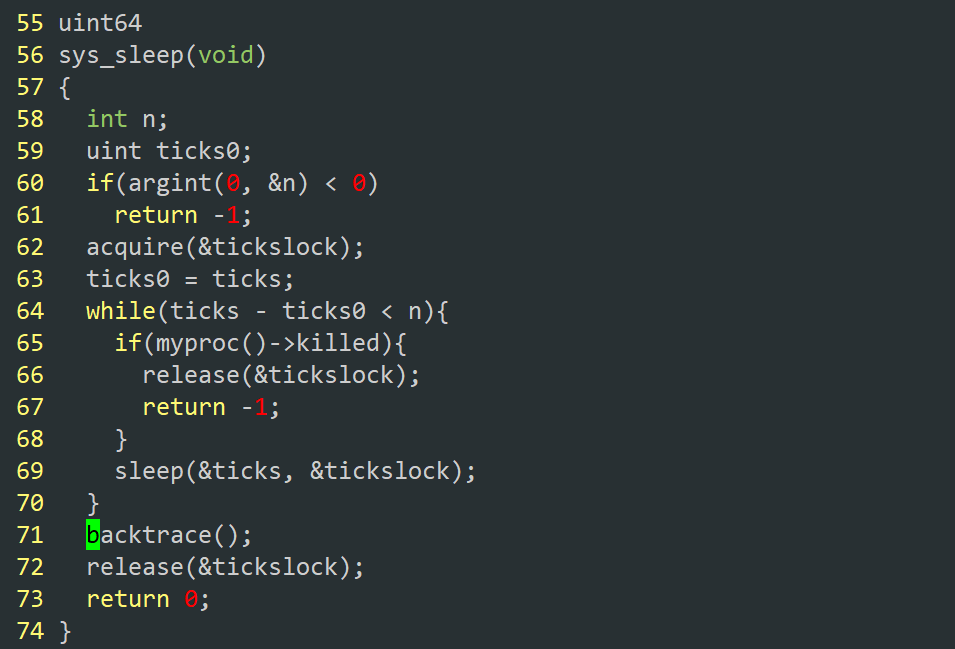 55 uint64
56 sys_sleep(void)
57 {
58   int n;
59   uint ticks0;
60   if(argint(0, &n) < 0)
61     return -1;
62   acquire(&tickslock);
63   ticks0 = ticks;
64   while(ticks - ticks0 < n){
65     if(myproc()->killed){
66       release(&tickslock);
67       return -1;
68     }
69     sleep(&ticks, &tickslock);
70   }
71   backtrace();
72   release(&tickslock);
73   return 0;
74 }